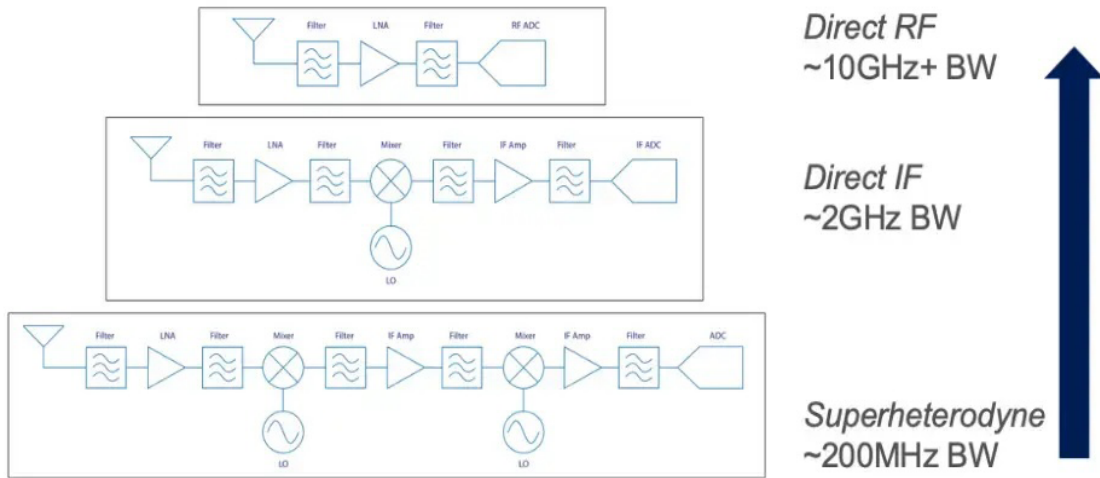 Filter LNA Filter RF ADC
Direct RF
~10GHz+ BW
Filter LNA Filter Mixer Filter IF Amp Filter IF ADC
LO
Direct IF
~2GHz BW
Filter LNA Filter Mixer Filter IF Amp Filter Mixer IF Amp Filter ADC
LO LO
Superheterodyne
~200MHz BW